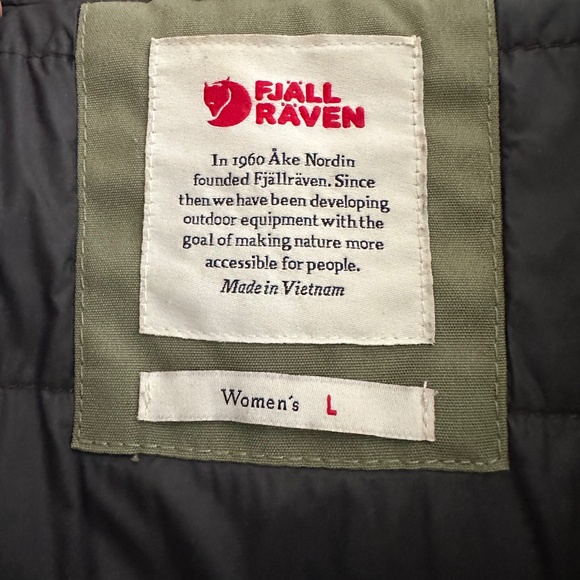 FJÄLL
RÄVEN
In 1960 Åke Nordin
founded Fjällräven. Since
then we have been developing
outdoor equipment with the
goal of making nature more
accessible for people.
Made in Vietnam
Women's L